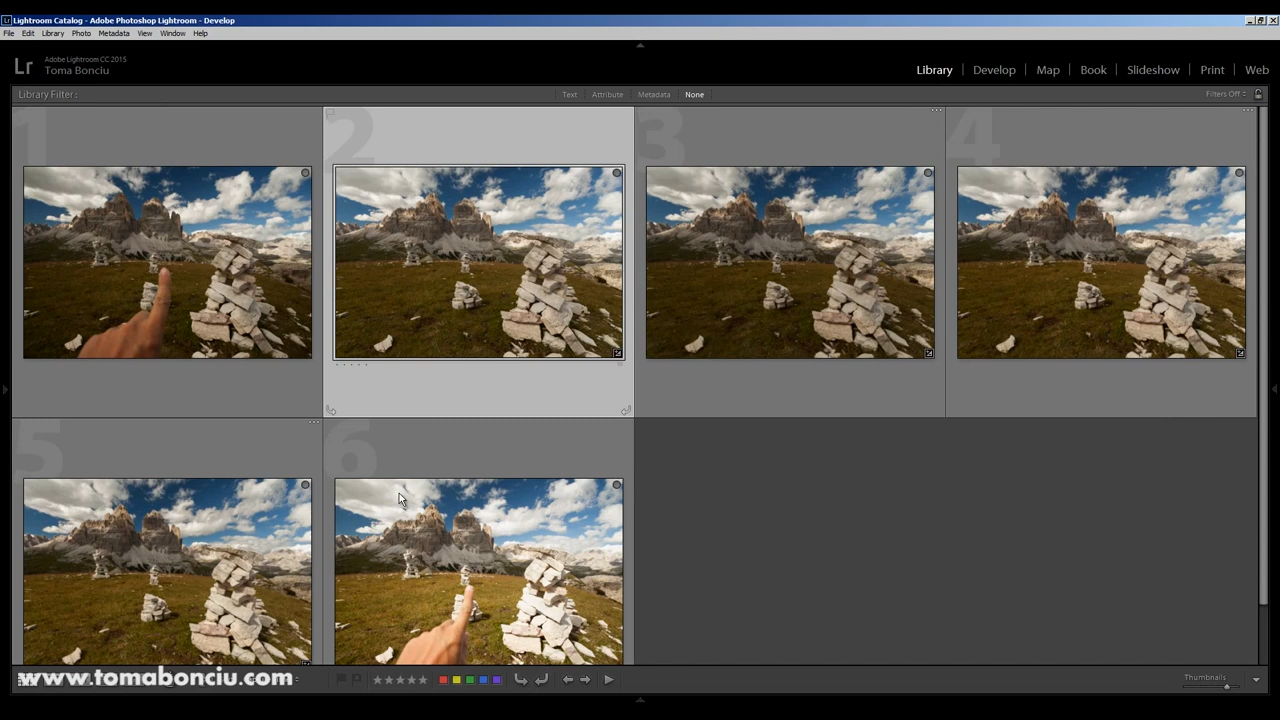 Lr Lightroom Catalog - Adobe Photoshop Lightroom - Develop
File Edit Library Photo Metadata View Window Help
Lr Adobe Lightroom CC 2015
Toma Bonciu
Library | Develop | Map | Book | Slideshow | Print | Web
Library Filter : Text Attribute Metadata None Filters Off
1 2 3 4
5 6
www.tomabonciu.com
Thumbnails